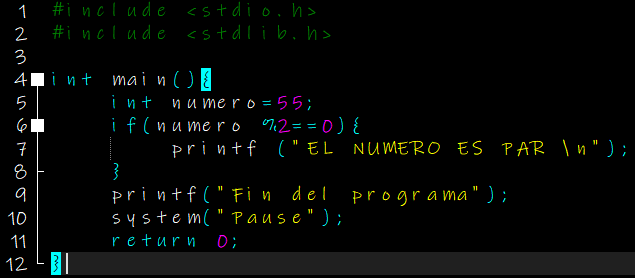 1 #include <stdio.h>
2 #include <stdlib.h>
3
4 int main(){
5 int numero=55;
6 if(numero %2==0){
7 printf ("EL NUMERO ES PAR \n");
8 }
9 printf("Fin del programa");
10 system("Pause");
11 return 0;
12 }